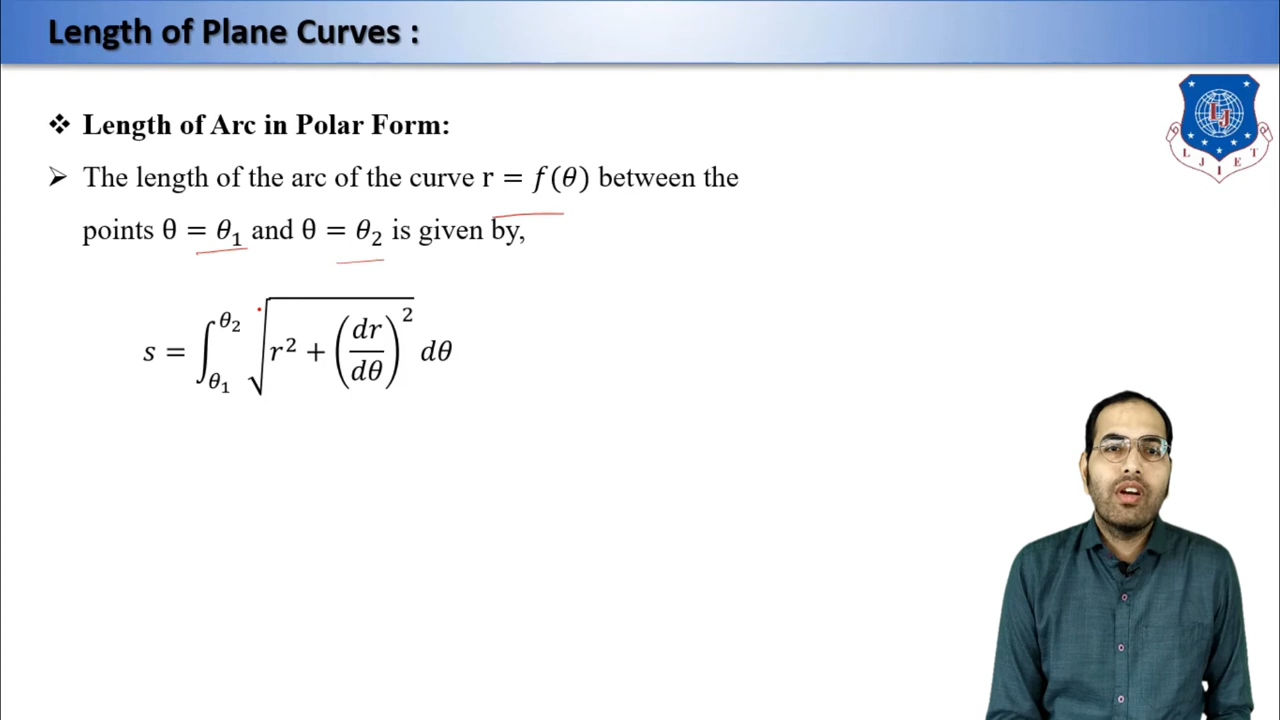 Length of Plane Curves :
❖ Length of Arc in Polar Form:
➢ The length of the arc of the curve r = f(θ) between the
points θ = θ₁ and θ = θ₂ is given by,
s = ∫_{θ₁}^{θ₂} √(r² + (dr/dθ)²) dθ
LJ
L J I E T